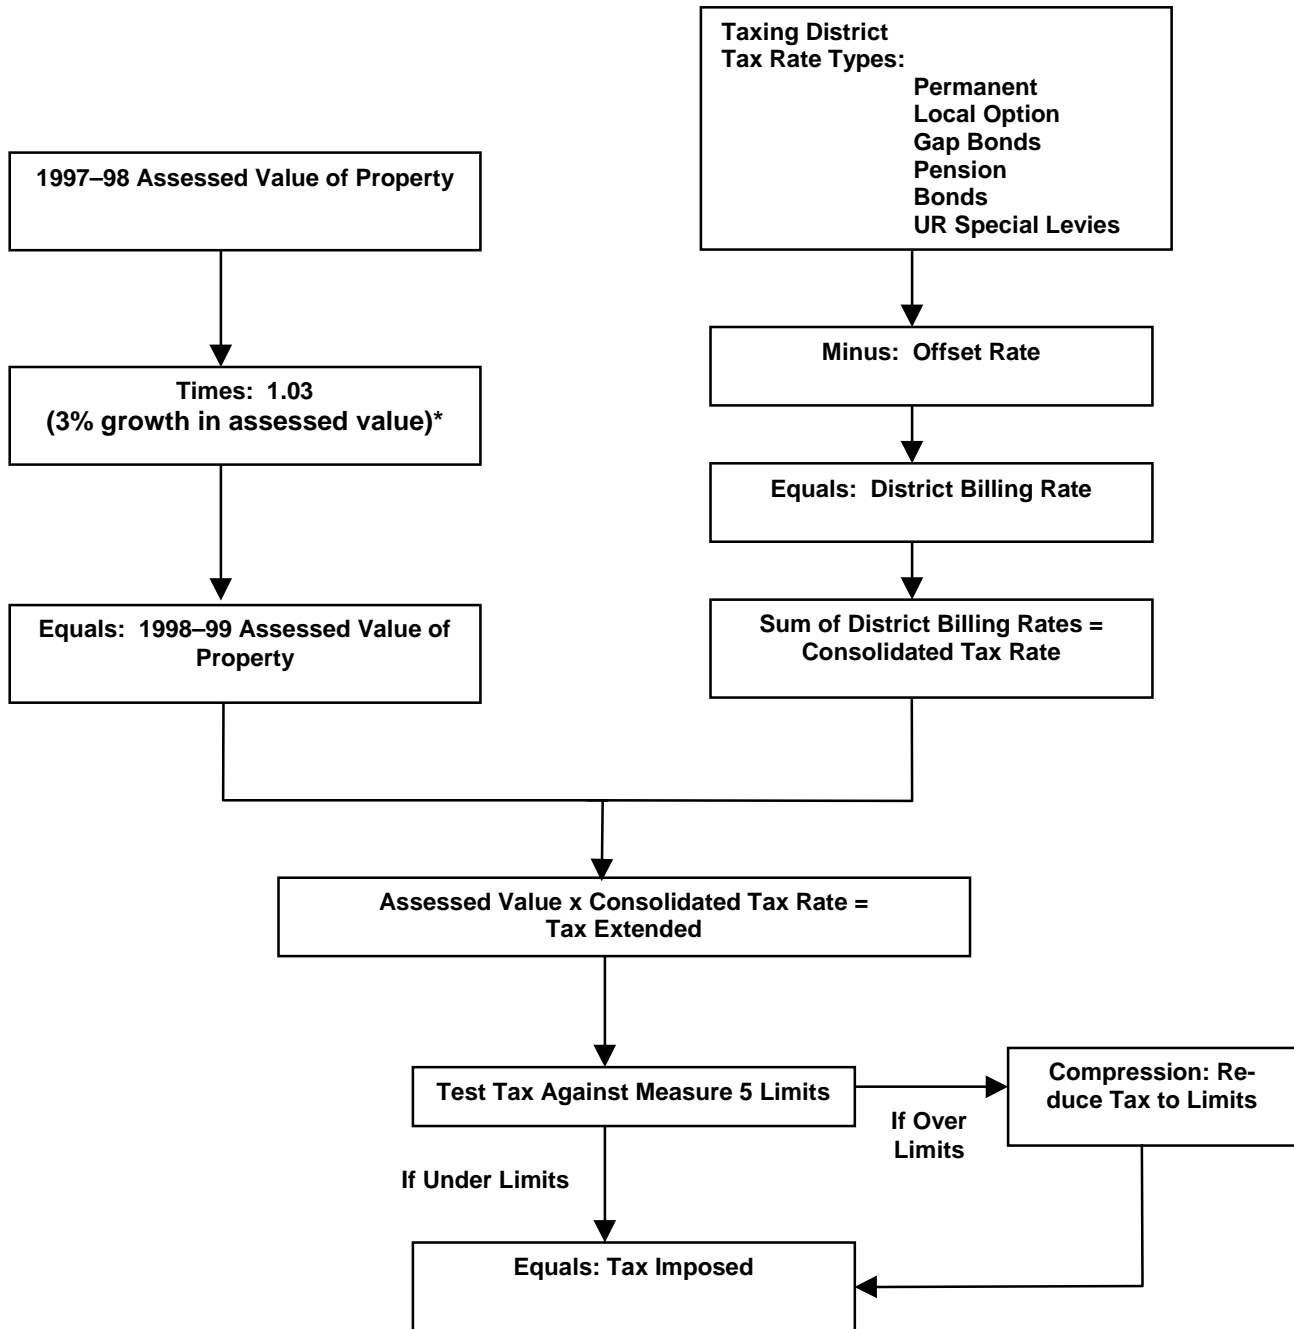 Taxing District
Tax Rate Types:
Permanent
Local Option
Gap Bonds
Pension
Bonds
UR Special Levies
1997–98 Assessed Value of Property
Minus: Offset Rate
Times: 1.03
(3% growth in assessed value)*
Equals: District Billing Rate
Equals: 1998–99 Assessed Value of
Property
Sum of District Billing Rates =
Consolidated Tax Rate
Assessed Value x Consolidated Tax Rate =
Tax Extended
Test Tax Against Measure 5 Limits
If Over
Limits
Compression: Re-
duce Tax to Limits
If Under Limits
Equals: Tax Imposed